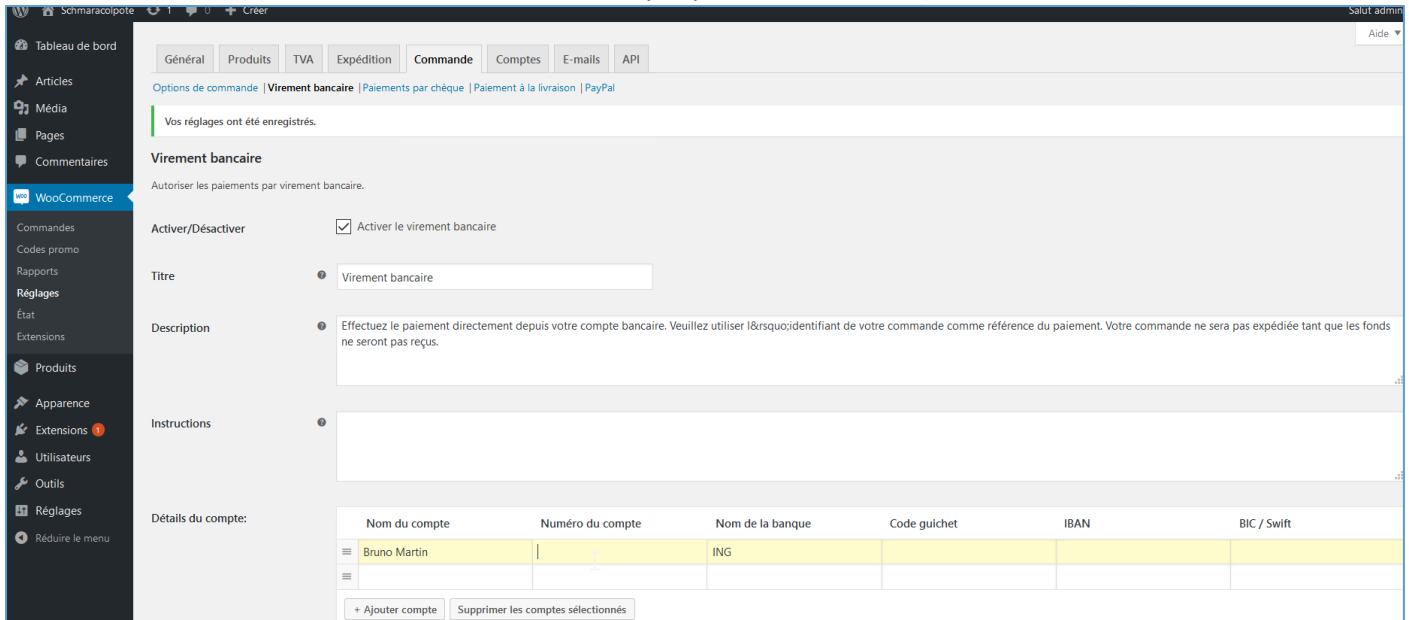 Schmaracolpote 1 0 + Créer Salut admin
Aide ▼
Tableau de bord
Articles
Média
Pages
Commentaires
WooCommerce
Commandes
Codes promo
Rapports
Réglages
État
Extensions
Produits
Apparence
Extensions 1
Utilisateurs
Outils
Réglages
Réduire le menu
Général Produits TVA Expédition Commande Comptes E-mails API
Options de commande | Virement bancaire | Paiements par chèque | Paiement à la livraison | PayPal
Vos réglages ont été enregistrés.
Virement bancaire
Autoriser les paiements par virement bancaire.
Activer/Désactiver Activer le virement bancaire
Titre Virement bancaire
Description Effectuez le paiement directement depuis votre compte bancaire. Veuillez utiliser l&rsquo;identifiant de votre commande comme référence du paiement. Votre commande ne sera pas expédiée tant que les fonds
ne seront pas reçus.
Instructions
Détails du compte:
Nom du compte Numéro du compte Nom de la banque Code guichet IBAN BIC / Swift
Bruno Martin ING
+ Ajouter compte Supprimer les comptes sélectionnés